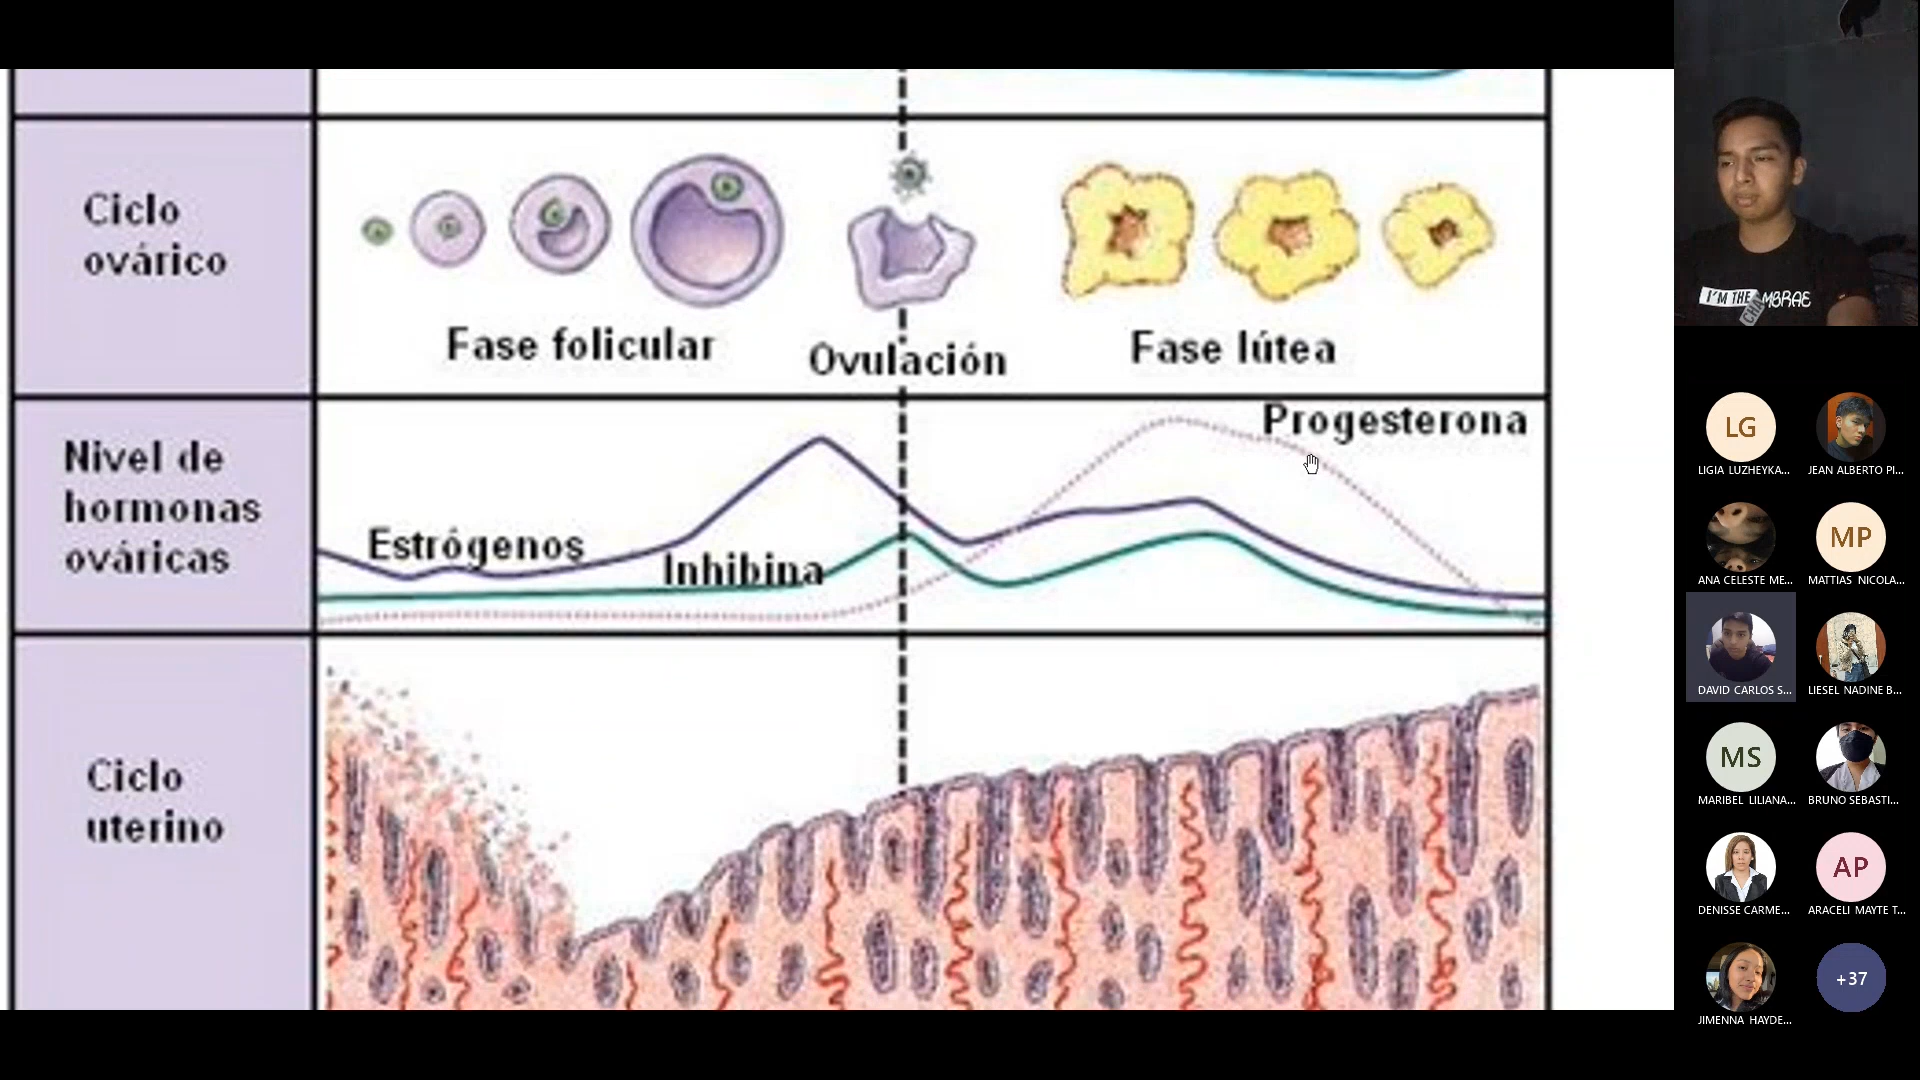 Ciclo
ovárico
Fase folicular
Ovulación
Fase lútea
Nivel de
hormonas
ováricas
Estrógenos
Inhibina
Progesterona
Ciclo
uterino
I'M THE
CHAMBRAE
LG
LIGIA LUZHEYKA...
JEAN ALBERTO PI...
ANA CELESTE ME...
MP
MATTIAS NICOLA...
DAVID CARLOS S...
LIESEL NADINE B...
MS
MARIBEL LILIANA...
BRUNO SEBASTI...
DENISSE CARME...
AP
ARACELI MAYTE T...
JIMENNA HAYDE...
+37